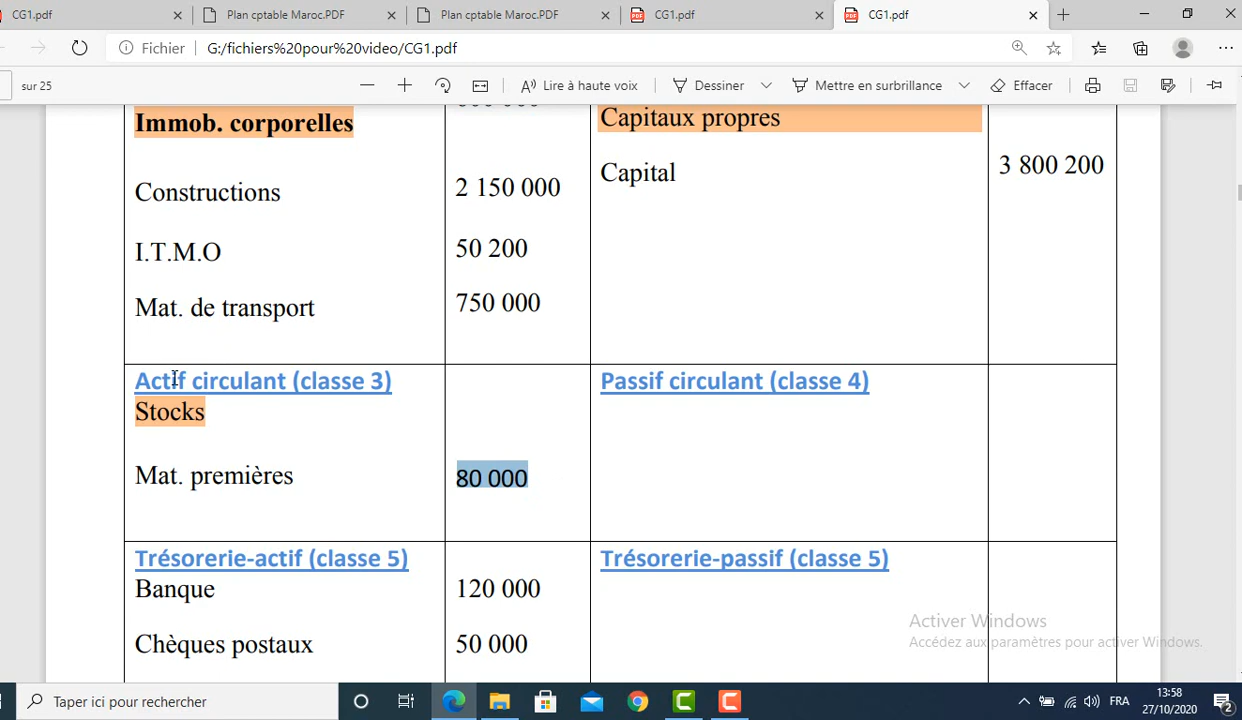 CG1.pdf
Plan cptable Maroc.PDF
Plan cptable Maroc.PDF
CG1.pdf
CG1.pdf
Fichier
G:/fichiers%20pour%20video/CG1.pdf
sur 25
Lire à haute voix
Dessiner
Mettre en surbrillance
Effacer
Immob. corporelles
Capitaux propres
Constructions 2 150 000
Capital 3 800 200
I.T.M.O 50 200
Mat. de transport 750 000
Actif circulant (classe 3)
Passif circulant (classe 4)
Stocks
Mat. premières 80 000
Trésorerie-actif (classe 5)
Trésorerie-passif (classe 5)
Banque 120 000
Chèques postaux 50 000
Activer Windows
Accédez aux paramètres pour activer Windows.
Taper ici pour rechercher
FRA
13:58
27/10/2020
2